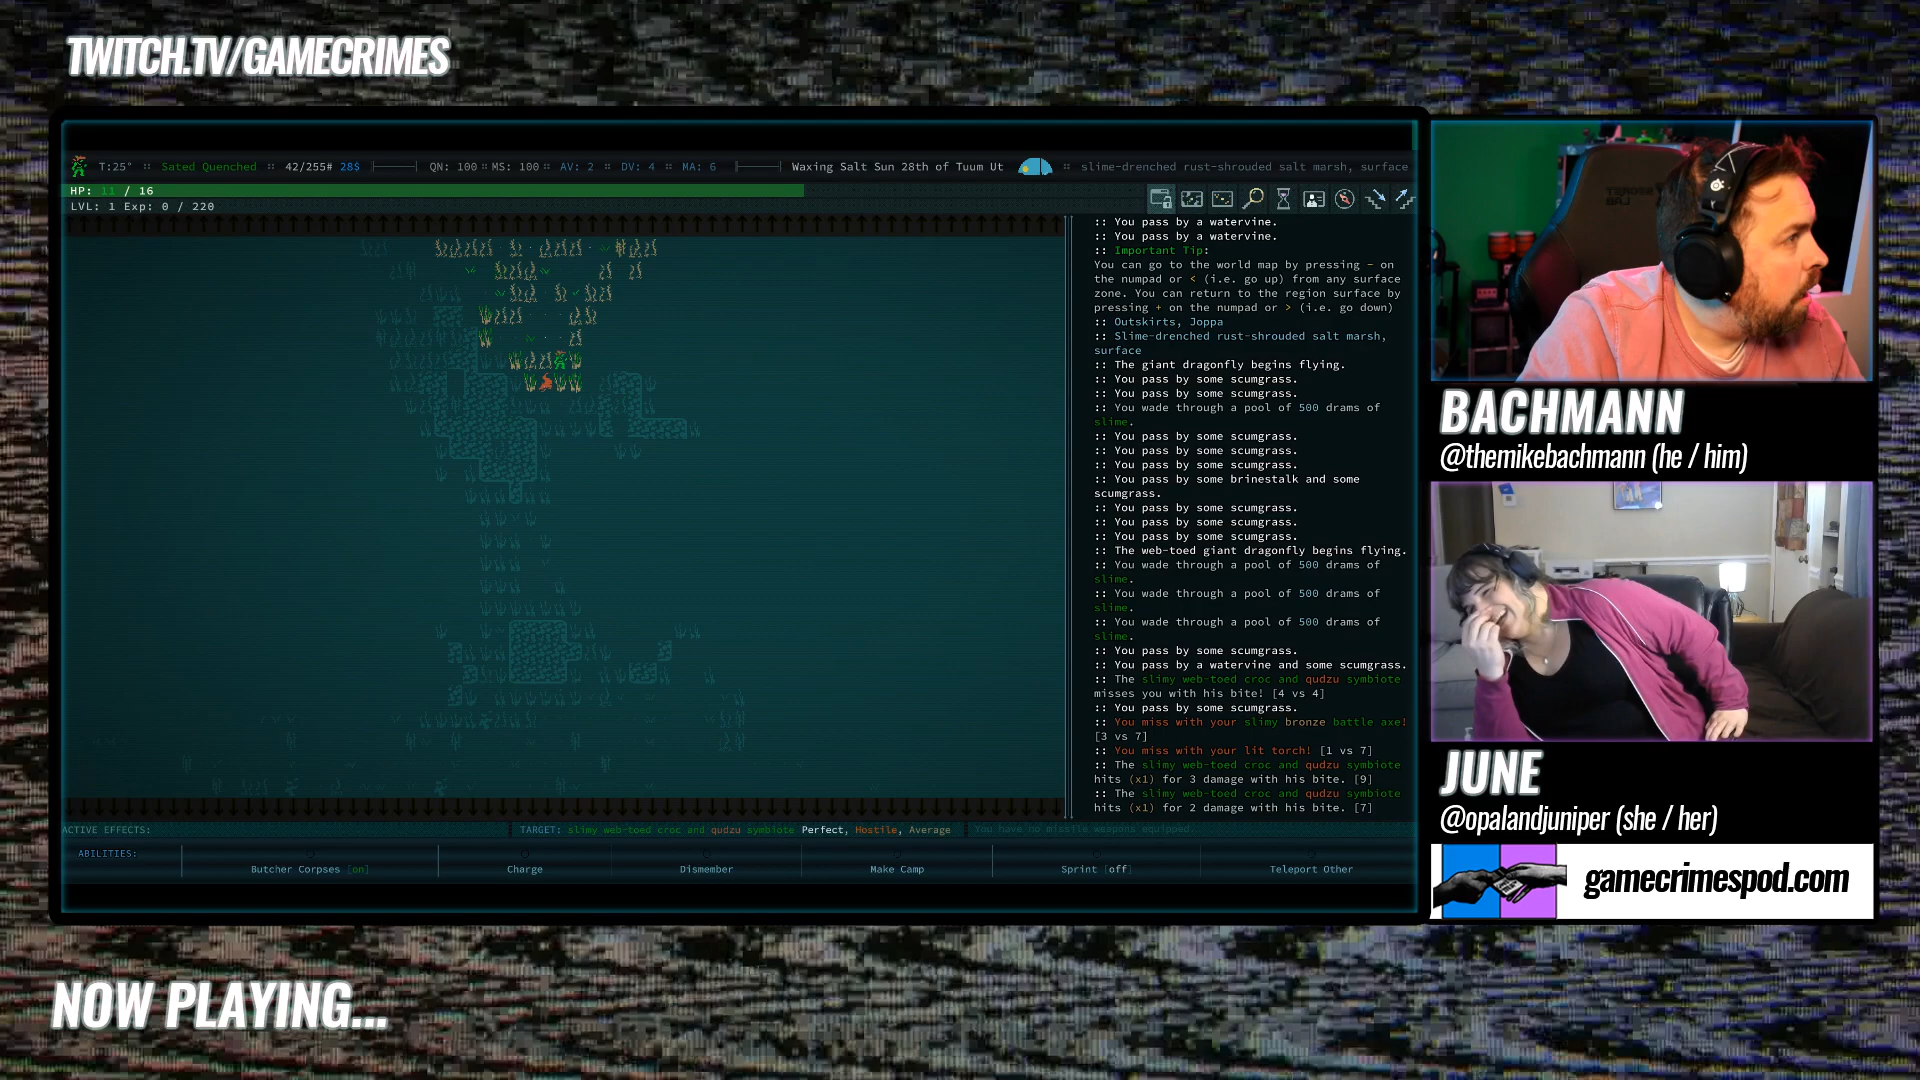 TWITCH.TV/GAMECRIMES
T:25° :: Sated Quenched :: 42/255# 28$ QN: 100 :: MS: 100 :: AV: 2 :: DV: 4 :: MA: 6 Waxing Salt Sun 28th of Tuum Ut :: slime-drenched rust-shrouded salt marsh, surface
HP: 11 / 16
LVL: 1 Exp: 0 / 220
:: You pass by a watervine.
:: You pass by a watervine.
:: Important Tip:
You can go to the world map by pressing - on
the numpad or < (i.e. go up) from any surface
zone. You can return to the region surface by
pressing + on the numpad or > (i.e. go down)
:: Outskirts, Joppa
:: Slime-drenched rust-shrouded salt marsh,
surface
:: The giant dragonfly begins flying.
:: You pass by some scumgrass.
:: You pass by some scumgrass.
:: You wade through a pool of 500 drams of
slime.
:: You pass by some scumgrass.
:: You pass by some scumgrass.
:: You pass by some scumgrass.
:: You pass by some brinestalk and some
scumgrass.
:: You pass by some scumgrass.
:: You pass by some scumgrass.
:: You pass by some scumgrass.
:: The web-toed giant dragonfly begins flying.
:: You wade through a pool of 500 drams of
slime.
:: You wade through a pool of 500 drams of
slime.
:: You wade through a pool of 500 drams of
slime.
:: You pass by some scumgrass.
:: You pass by a watervine and some scumgrass.
:: The slimy web-toed croc and qudzu symbiote
misses you with his bite! [4 vs 4]
:: You pass by some scumgrass.
:: You miss with your slimy bronze battle axe!
[3 vs 7]
:: You miss with your lit torch! [1 vs 7]
:: The slimy web-toed croc and qudzu symbiote
hits (x1) for 3 damage with his bite. [9]
:: The slimy web-toed croc and qudzu symbiote
hits (x1) for 2 damage with his bite. [7]
ACTIVE EFFECTS: TARGET: slimy web-toed croc and qudzu symbiote Perfect, Hostile, Average You have no missile weapons equipped.
ABILITIES:
Butcher Corpses [on] Charge Dismember Make Camp Sprint [off] Teleport Other
BACHMANN
@themikebachmann (he / him)
JUNE
@opalandjuniper (she / her)
gamecrimespod.com
NOW PLAYING...